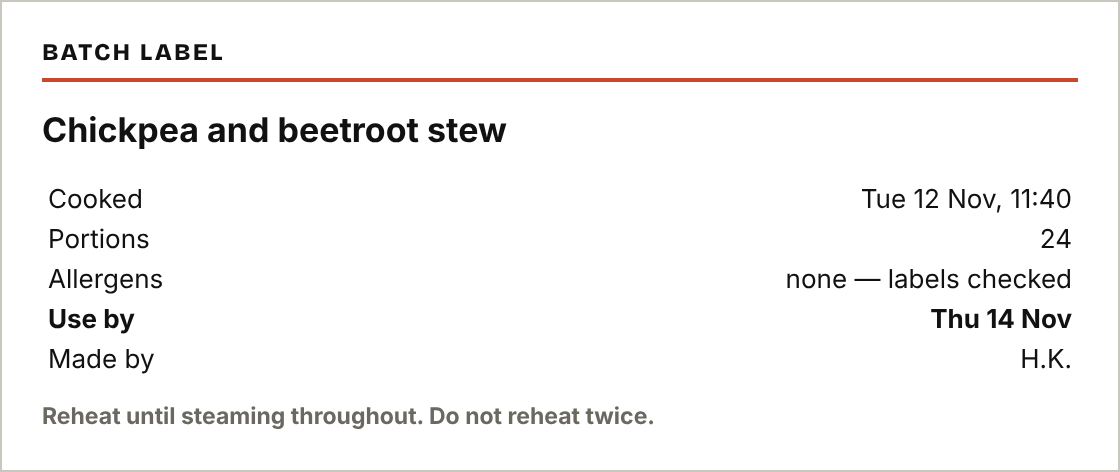 BATCH LABEL
Chickpea and beetroot stew
Cooked Tue 12 Nov, 11:40
Portions 24
Allergens none — labels checked
Use by Thu 14 Nov
Made by H.K.
Reheat until steaming throughout. Do not reheat twice.